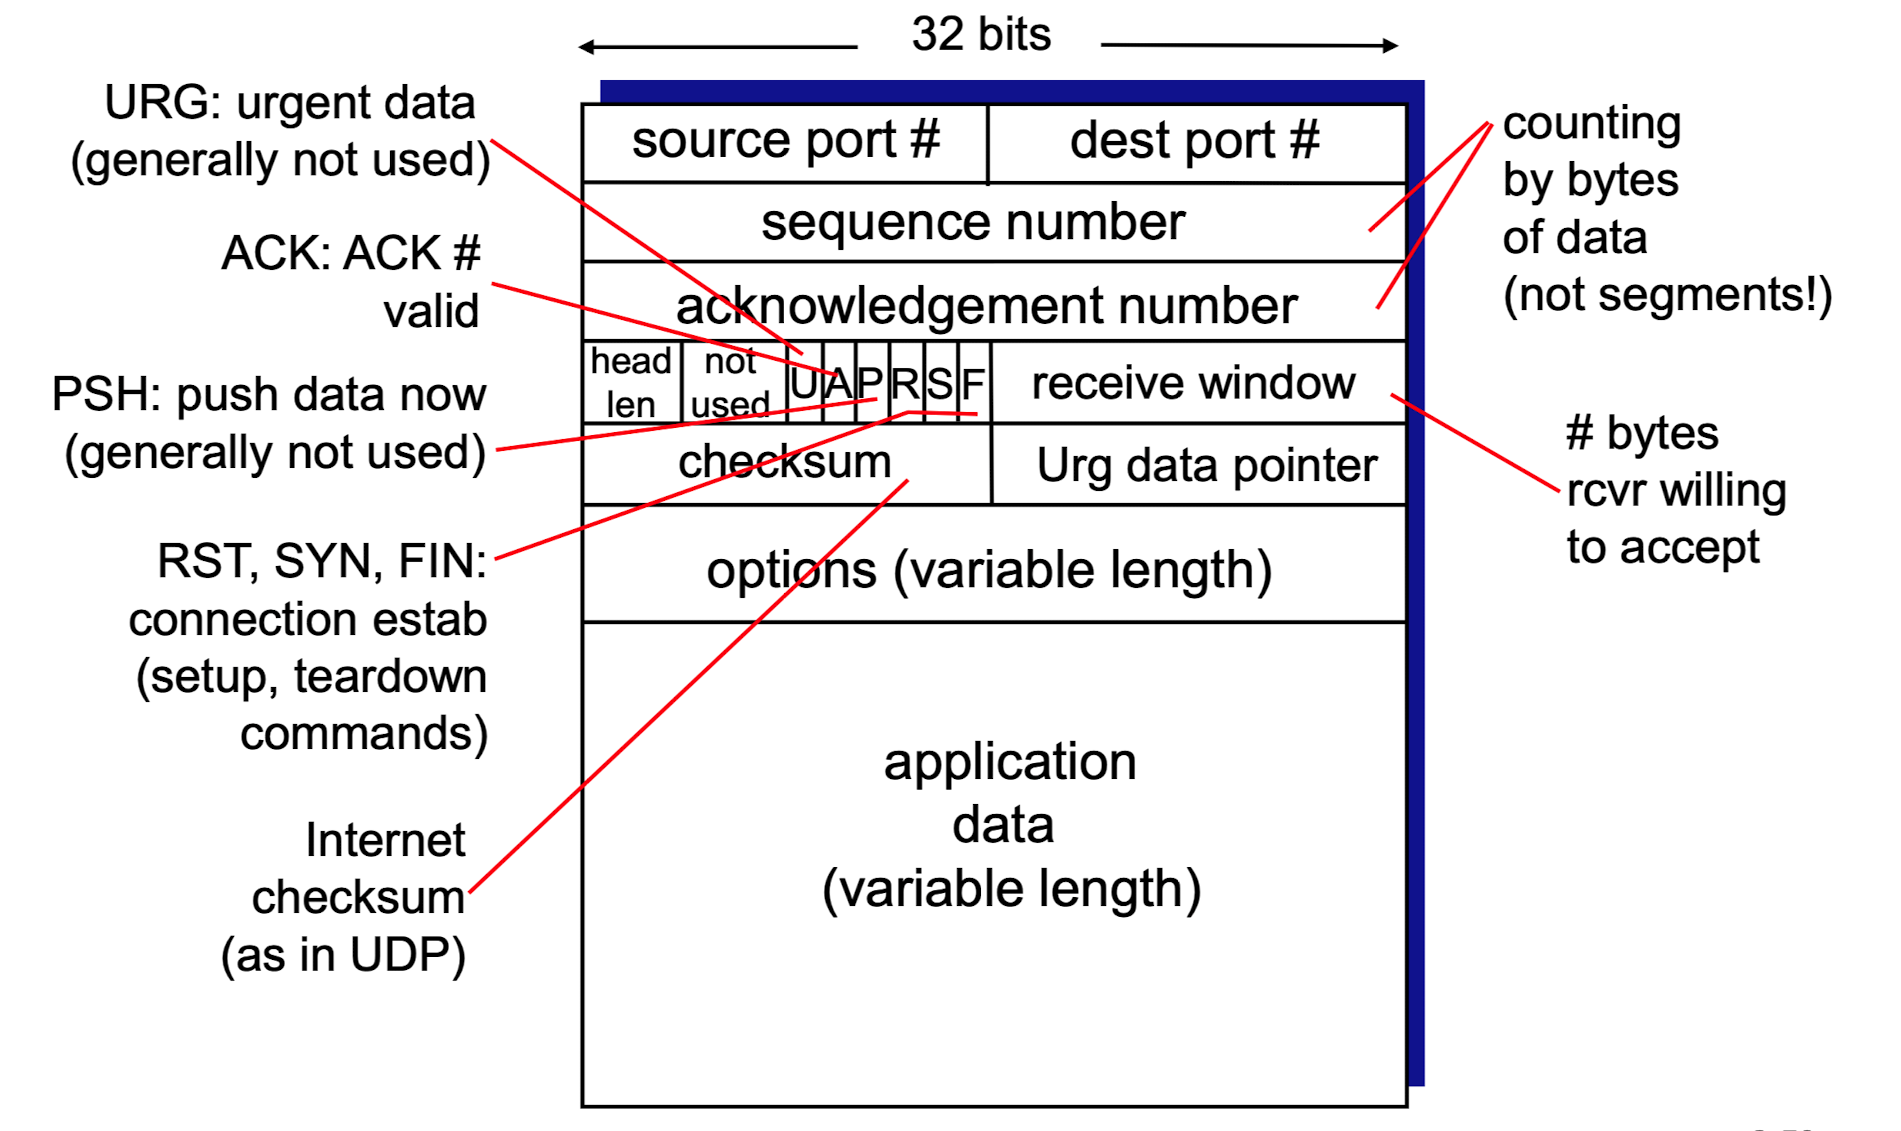 32 bits
URG: urgent data
(generally not used)
ACK: ACK #
valid
PSH: push data now
(generally not used)
RST, SYN, FIN:
connection estab
(setup, teardown
commands)
Internet
checksum
(as in UDP)
source port #
dest port #
sequence number
acknowledgement number
head
len
not
used
U
A
P
R
S
F
receive window
checksum
Urg data pointer
options (variable length)
application
data
(variable length)
counting
by bytes
of data
(not segments!)
# bytes
rcvr willing
to accept